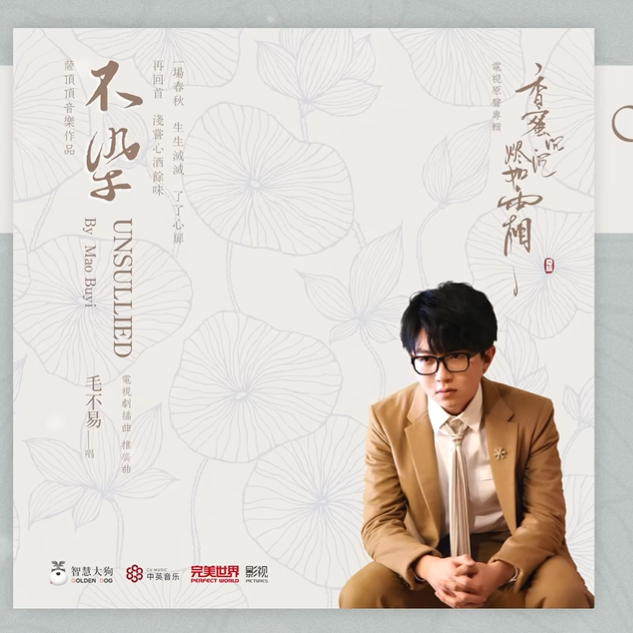 不染
薩頂頂音樂作品
一場春秋 生生滅滅 了了心扉
再回首 淺嘗心酒餘味
UNSULLIED
By Mao Buyi
電視劇插曲 推廣曲
毛不易——唱
電視原聲專輯
香蜜沉沉
燼如霜
智慧大狗
GOLDEN DOG
CU MUSIC
中英音乐
完美世界
PERFECT WORLD
影视
PICTURES